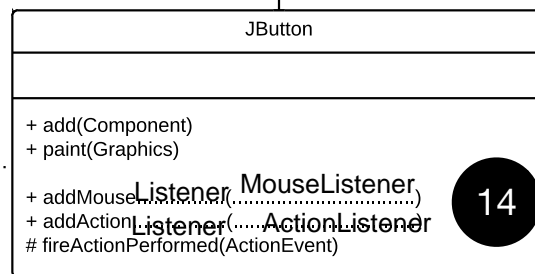 JButton
+ add(Component)
+ paint(Graphics)
+ addMouseListener(MouseListener)
+ addActionListener(ActionListener)
# fireActionPerformed(ActionEvent)
14